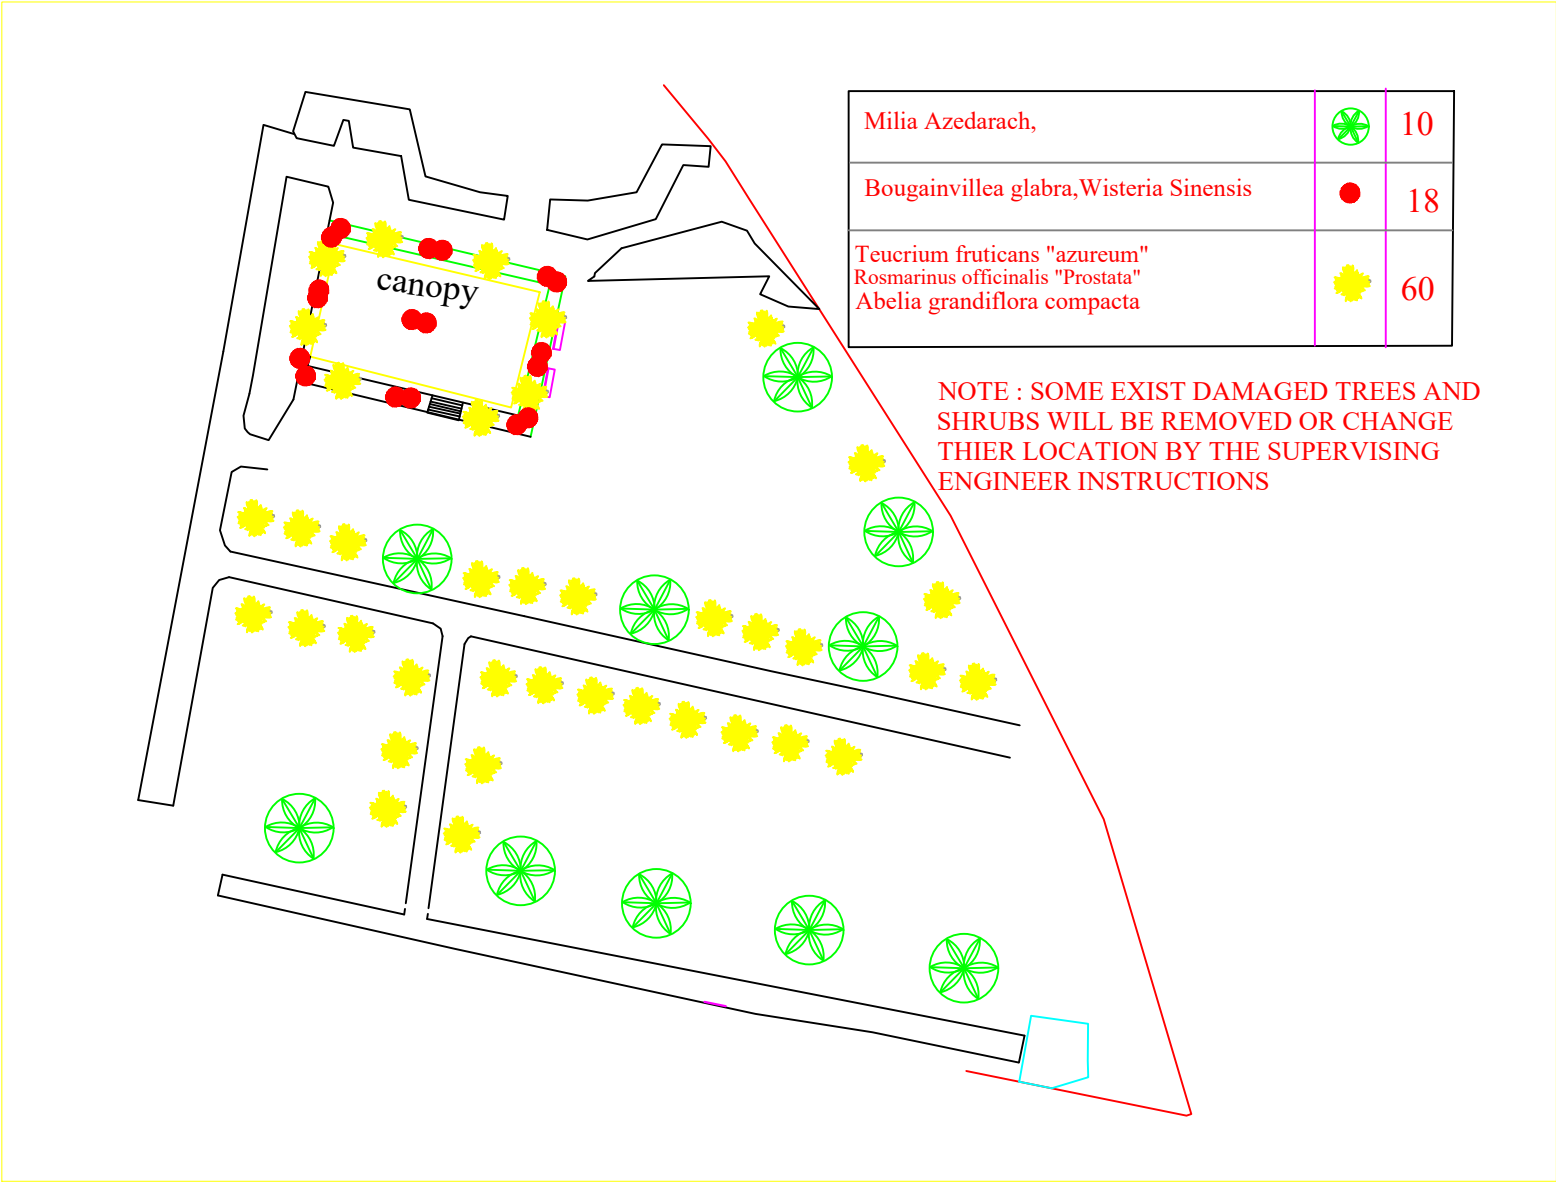 Milia Azedarach,
10
Bougainvillea glabra,Wisteria Sinensis
18
Teucrium fruticans "azureum"
Rosmarinus officinalis "Prostata"
Abelia grandiflora compacta
60
canopy
NOTE : SOME EXIST DAMAGED TREES AND
SHRUBS WILL BE REMOVED OR CHANGE
THIER LOCATION BY THE SUPERVISING
ENGINEER INSTRUCTIONS